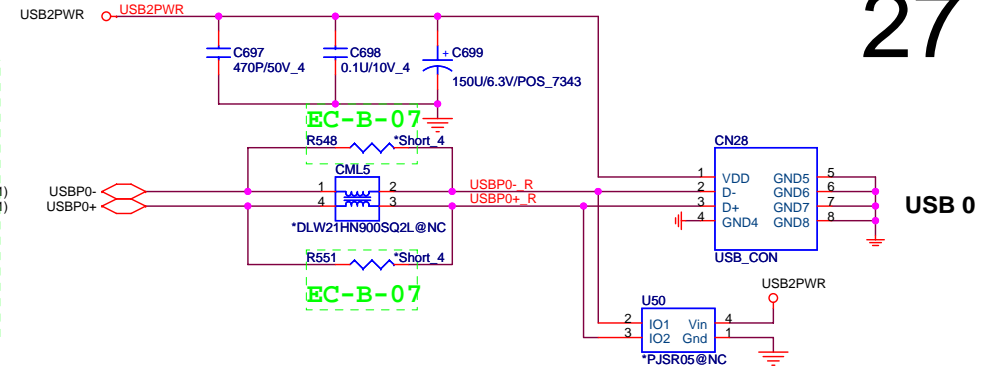 27
USB2PWR USB2PWR
C697
470P/50V_4
C698
0.1U/10V_4
+ C699
150U/6.3V/POS_7343
EC-B-07
R548 *Short_4
CML5
1 2
4 3
*DLW21HN900SQ2L@NC
USBP0-
USBP0+
USBP0-_R
USBP0+_R
R551 *Short_4
EC-B-07
CN28
1 VDD GND5 5
2 D- GND6 6
3 D+ GND7 7
4 GND4 GND8 8
USB_CON
USB 0
USB2PWR
U50
2 IO1 Vin 4
3 IO2 Gnd 1
*PJSR05@NC